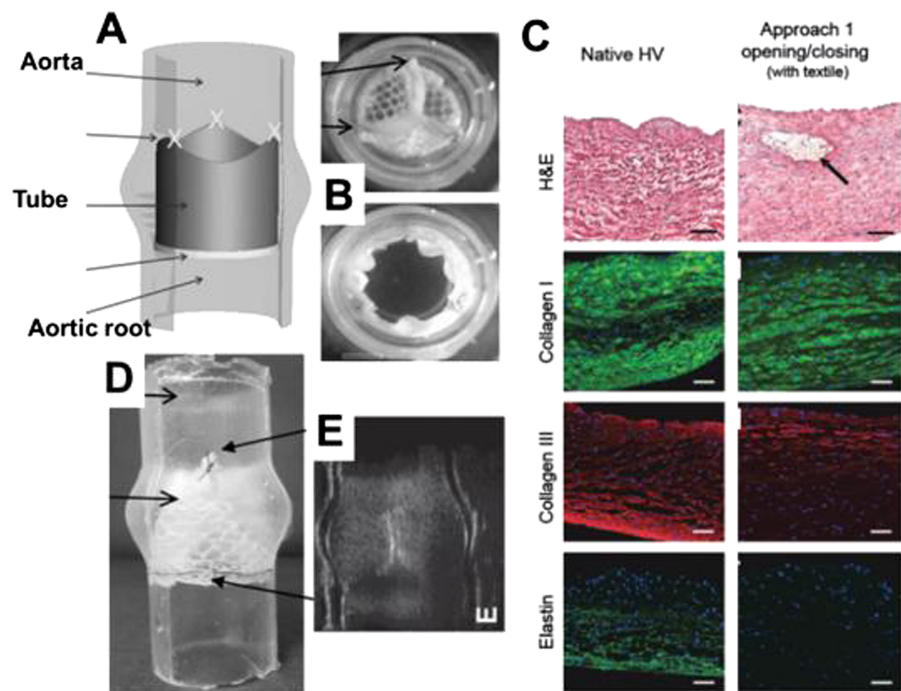 A
Aorta
Tube
Aortic root
B
C
Native HV
Approach 1
opening/closing
(with textile)
H&E
Collagen I
Collagen III
Elastin
D
E
E